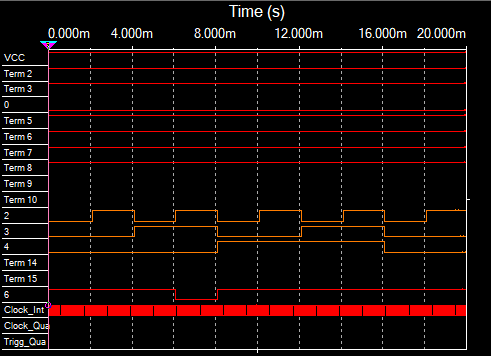 Time (s)
0.000m 4.000m 8.000m 12.000m 16.000m 20.000m
VCC
Term 2
Term 3
0
Term 5
Term 6
Term 7
Term 8
Term 9
Term 10
2
3
4
Term 14
Term 15
6
Clock_Int
Clock_Qua
Trigg_Qua